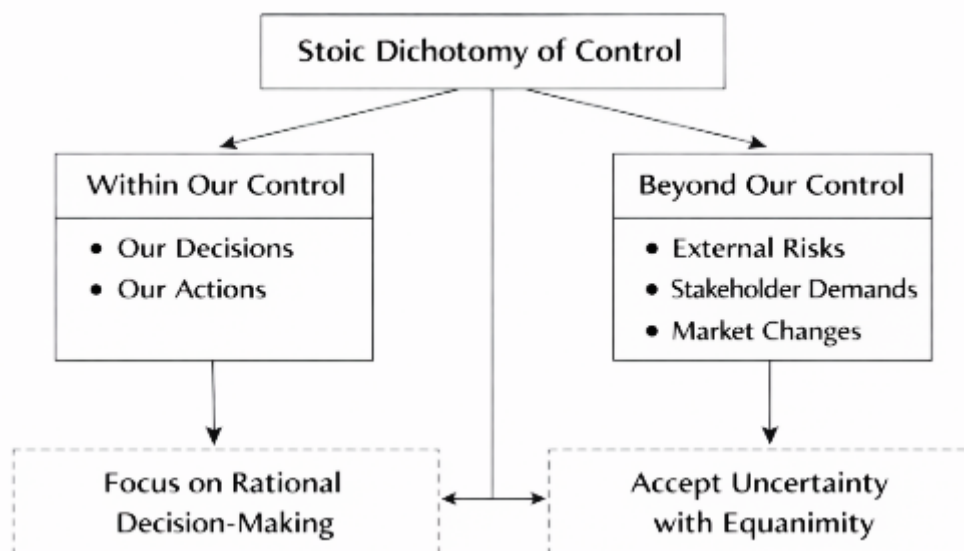 Stoic Dichotomy of Control
Within Our Control
• Our Decisions
• Our Actions
Beyond Our Control
• External Risks
• Stakeholder Demands
• Market Changes
Focus on Rational
Decision-Making
Accept Uncertainty
with Equanimity